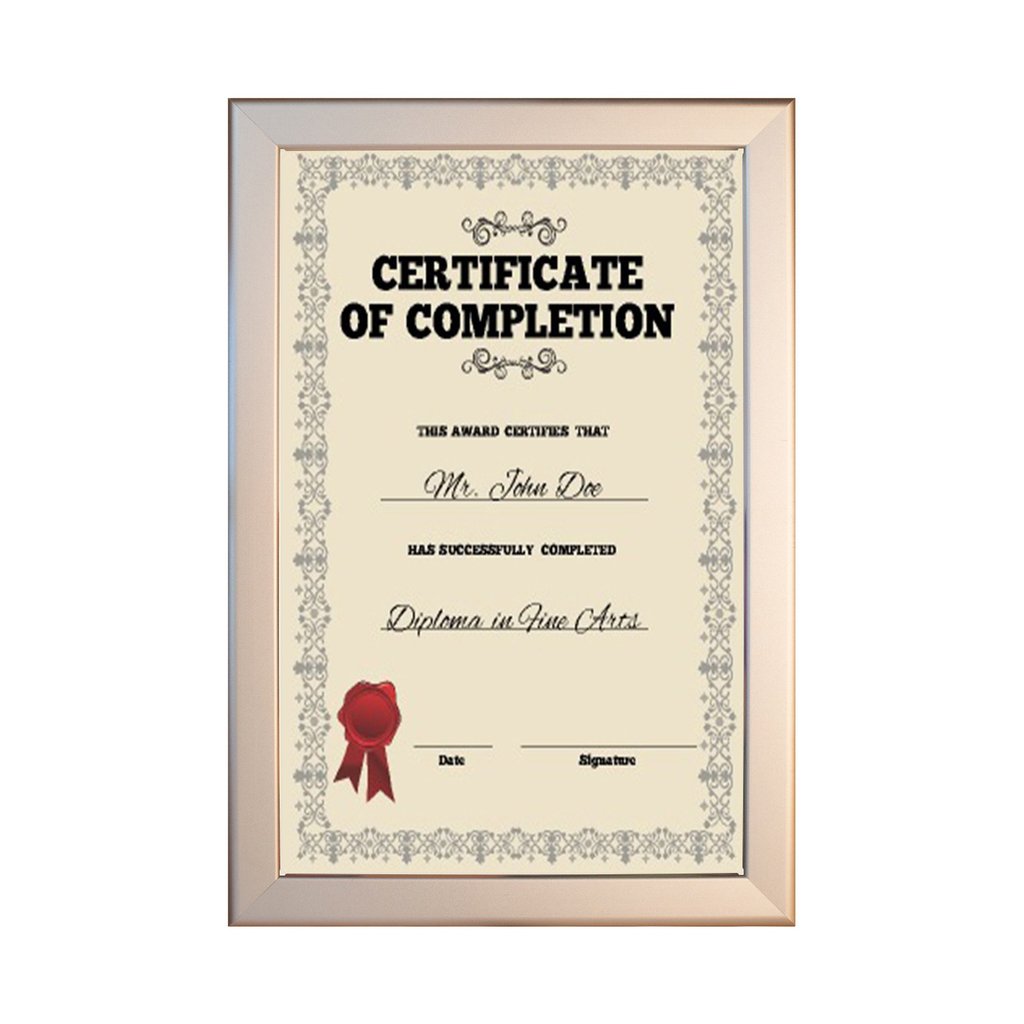 CERTIFICATE
OF COMPLETION
THIS AWARD CERTIFIES THAT
Mr. John Doe
HAS SUCCESSFULLY COMPLETED
Diploma in Fine Arts
Date Signature